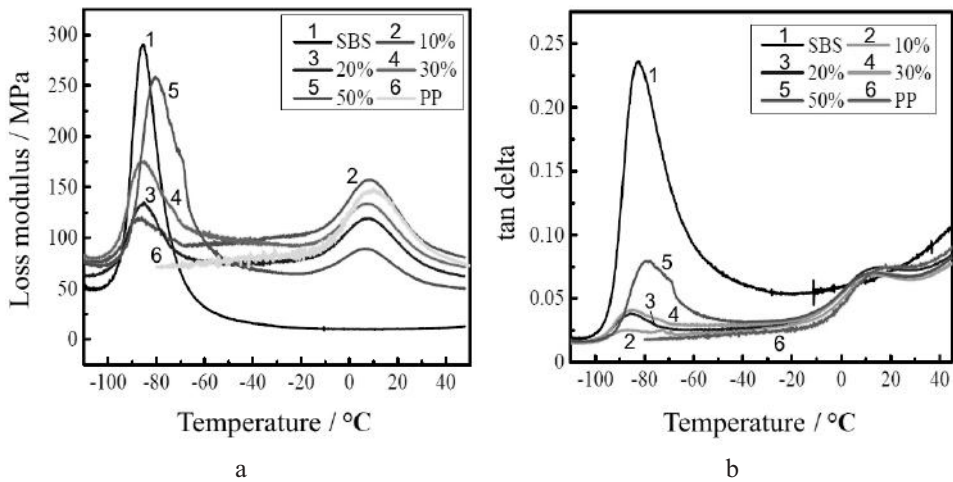 Loss modulus / MPa
300
250
200
150
100
50
0
1 SBS 2 10%
3 20% 4 30%
5 50% 6 PP
1
5
2
3
4
6
-100 -80 -60 -40 -20 0 20 40
Temperature / °C
a
tan delta
0.25
0.20
0.15
0.10
0.05
0.00
1 SBS 2 10%
3 20% 4 30%
5 50% 6 PP
1
5
3
4
2
6
-100 -80 -60 -40 -20 0 20 40
Temperature / °C
b